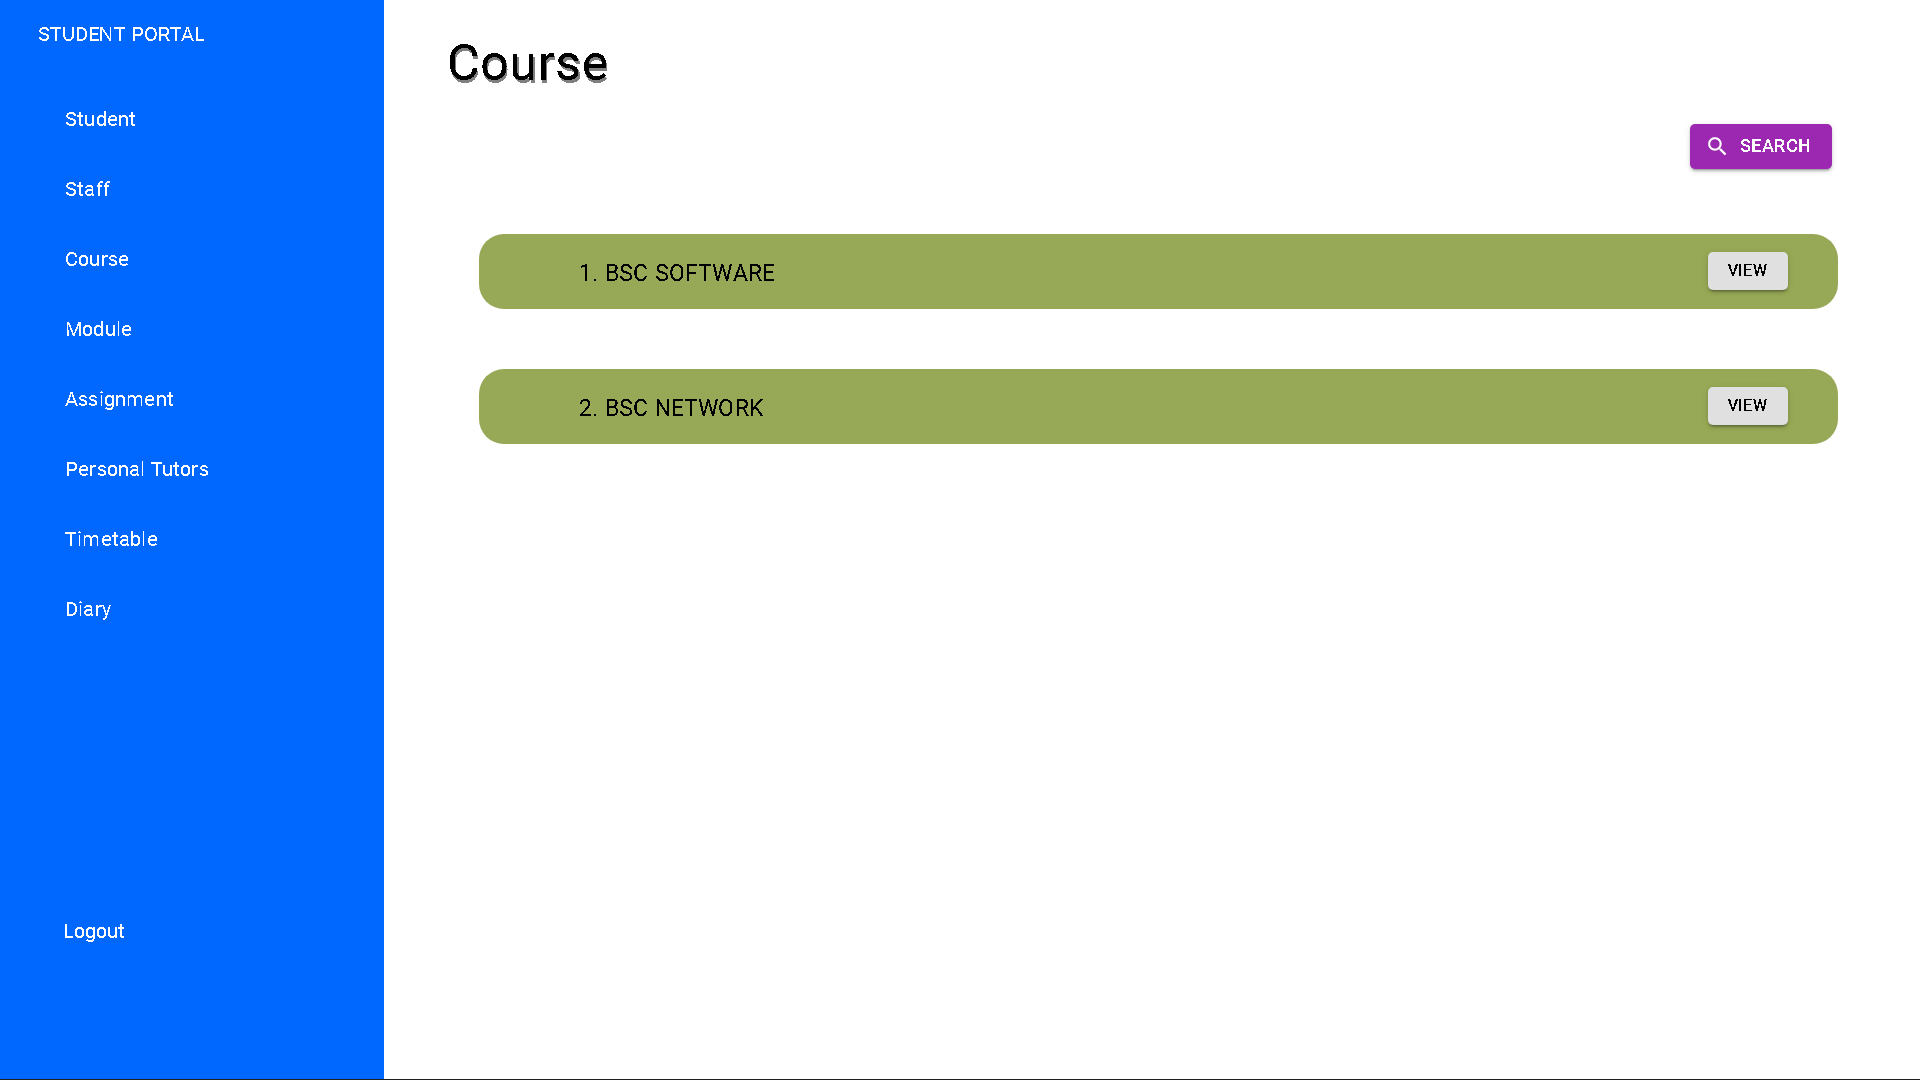 STUDENT PORTAL
Student
Staff
Course
Module
Assignment
Personal Tutors
Timetable
Diary
Logout
Course
SEARCH
1. BSC SOFTWARE
VIEW
2. BSC NETWORK
VIEW